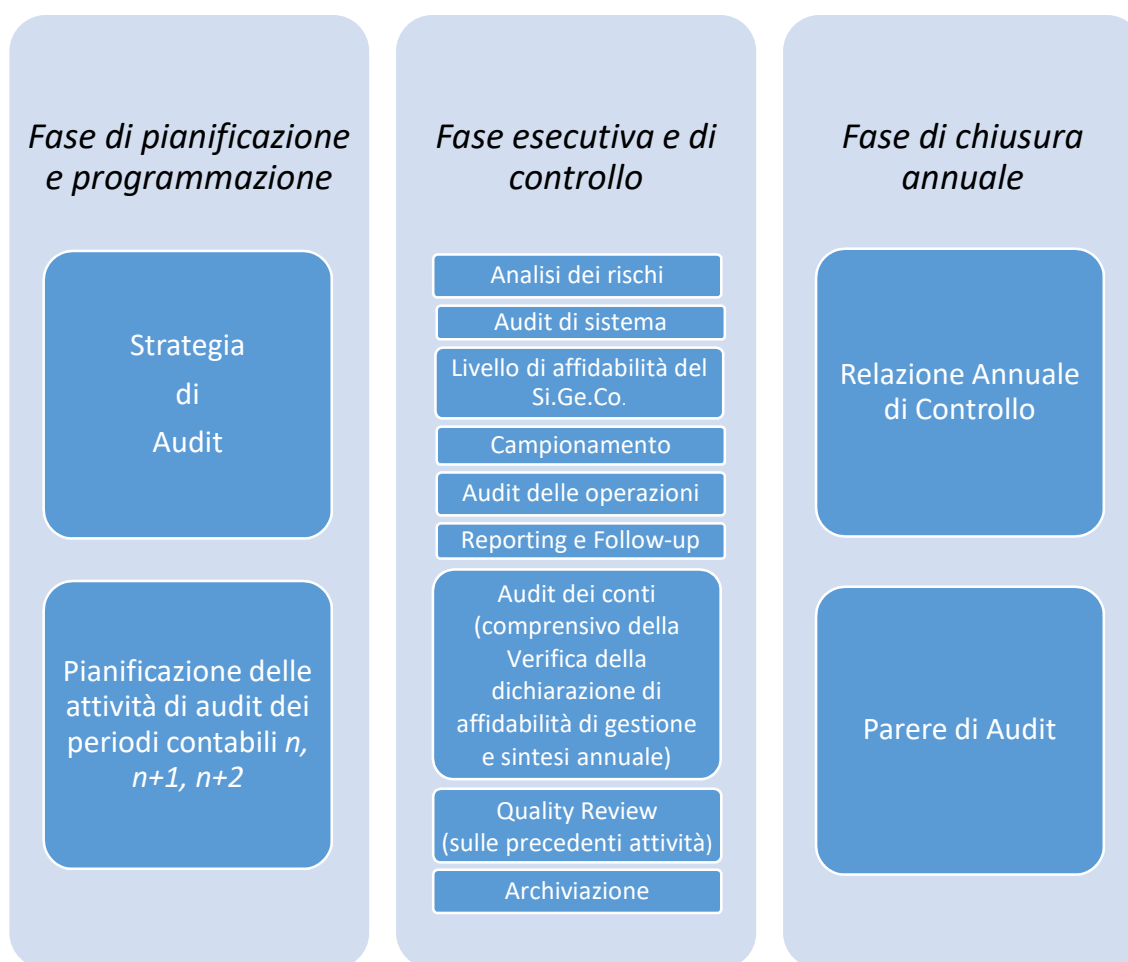 Fase di pianificazione
e programmazione
Strategia
di
Audit
Pianificazione delle
attività di audit dei
periodi contabili n,
n+1, n+2
Fase esecutiva e di
controllo
Analisi dei rischi
Audit di sistema
Livello di affidabilità del
Si.Ge.Co.
Campionamento
Audit delle operazioni
Reporting e Follow-up
Audit dei conti
(comprensivo della
Verifica della
dichiarazione di
affidabilità di gestione
e sintesi annuale)
Quality Review
(sulle precedenti attività)
Archiviazione
Fase di chiusura
annuale
Relazione Annuale
di Controllo
Parere di Audit